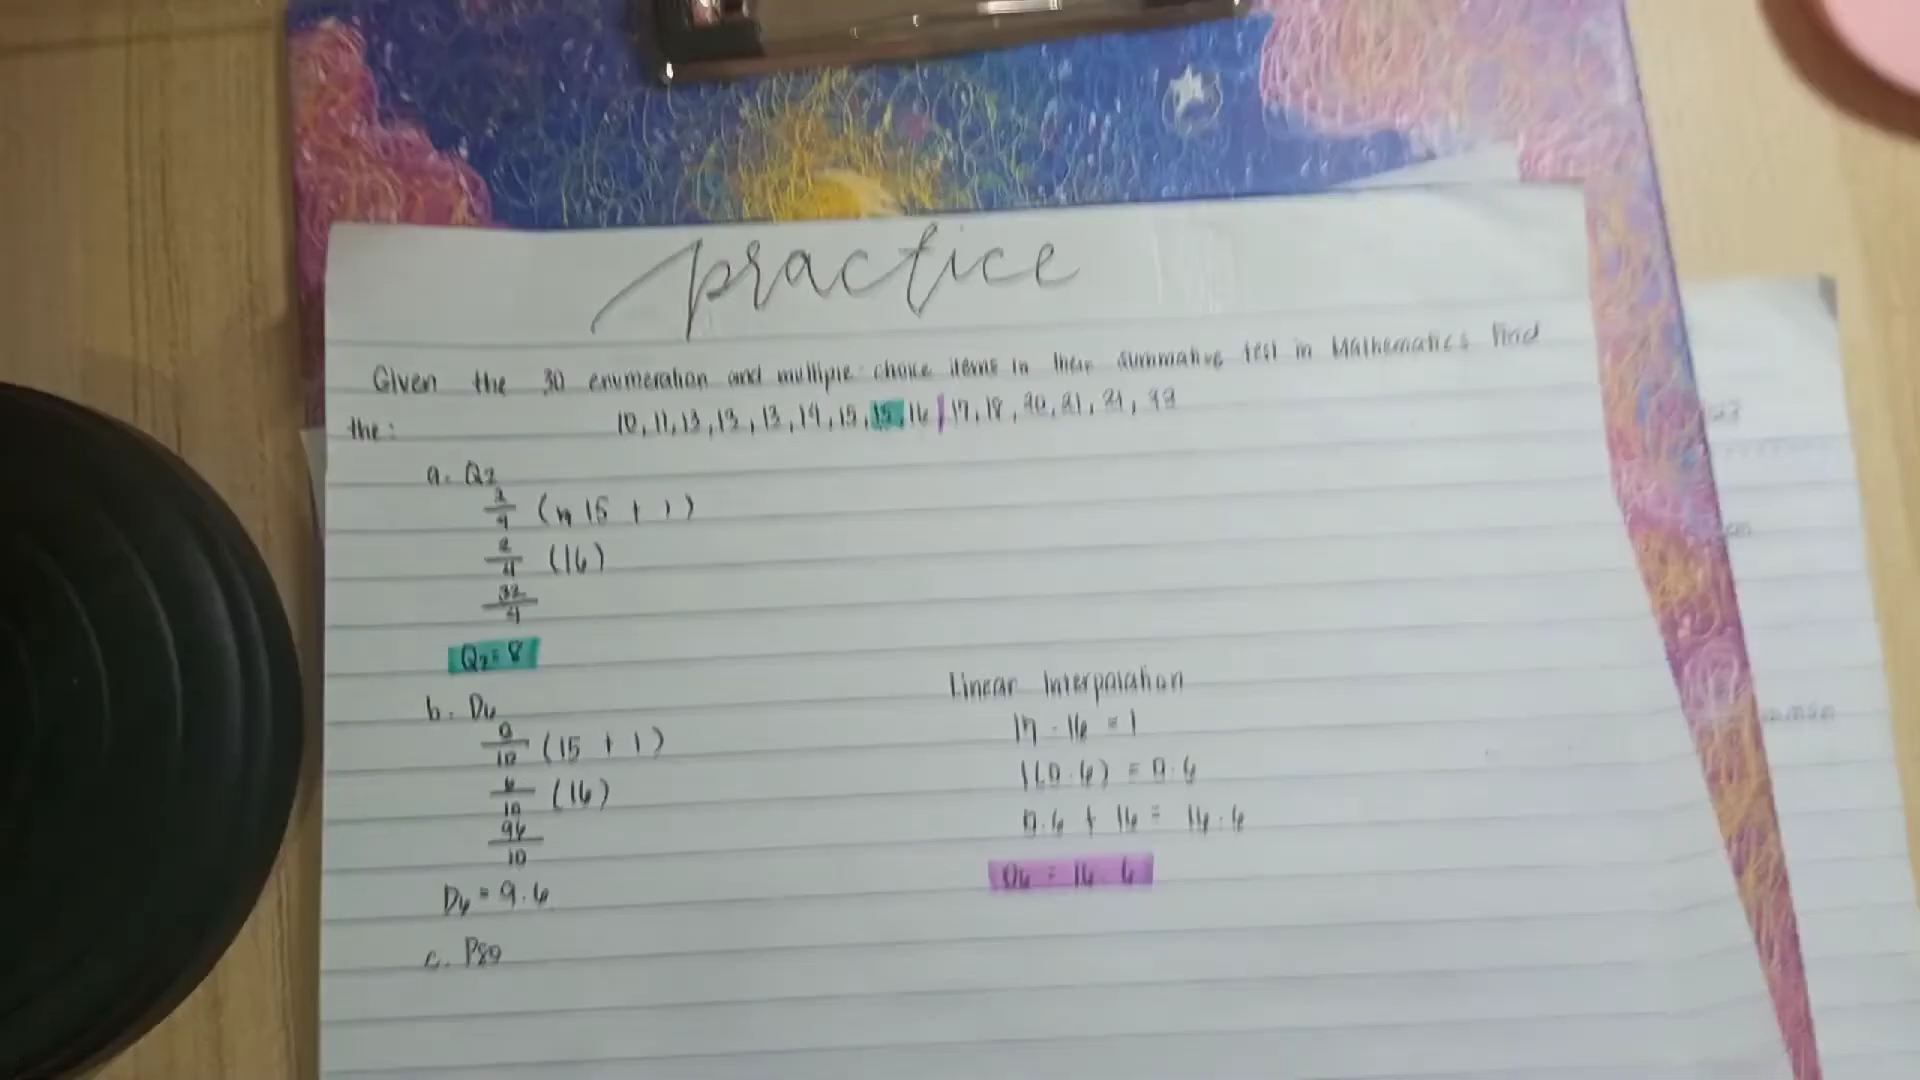 practice
Given the 30 enumeration and multiple choice items in their summative test in Mathematics Find
the: 10, 11, 13, 13, 13, 14, 15, 15, 16, 17, 18, 20, 21, 21, 23
a. Q2
2/4 (n 15 + 1)
2/4 (16)
32/4
Q2 = 8
b. D6
6/10 (15 + 1)
6/10 (16)
96/10
D6 = 9.6
Linear Interpolation
17 - 16 = 1
1(0.6) = 0.6
0.6 + 16 = 16.6
D6 = 16.6
c. P80